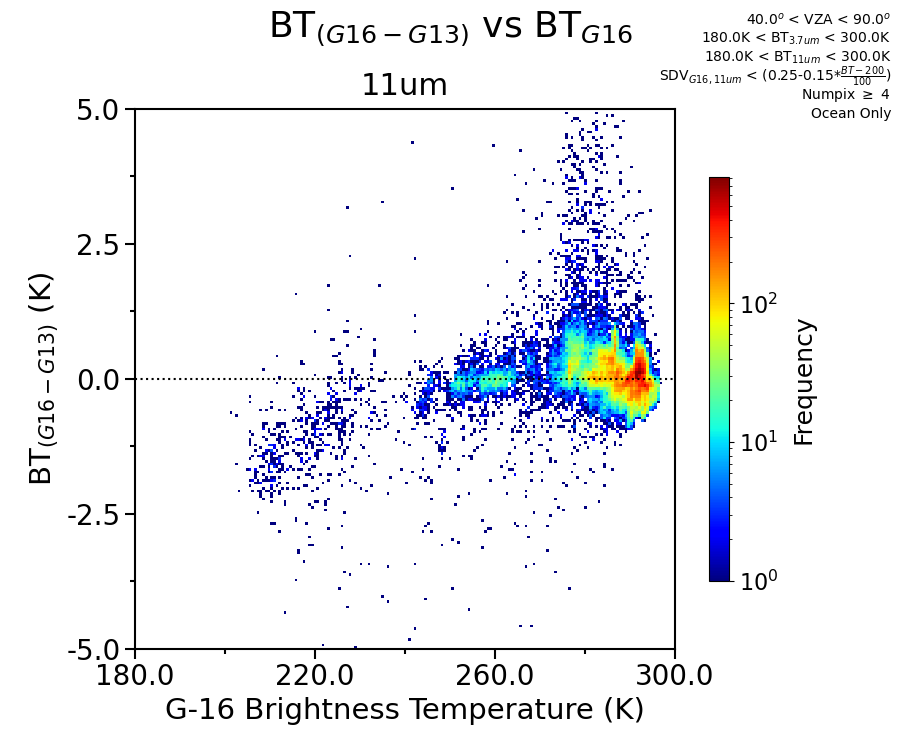 BT(G16 − G13) vs BTG16
11um
40.0o < VZA < 90.0o
180.0K < BT3.7um < 300.0K
180.0K < BT11um < 300.0K
SDVG16, 11um < (0.25-0.15*BT − 200/100)
Numpix ≥ 4
Ocean Only
BT(G16 − G13) (K)
5.0
2.5
0.0
-2.5
-5.0
180.0 220.0 260.0 300.0
G-16 Brightness Temperature (K)
102
101
100
Frequency